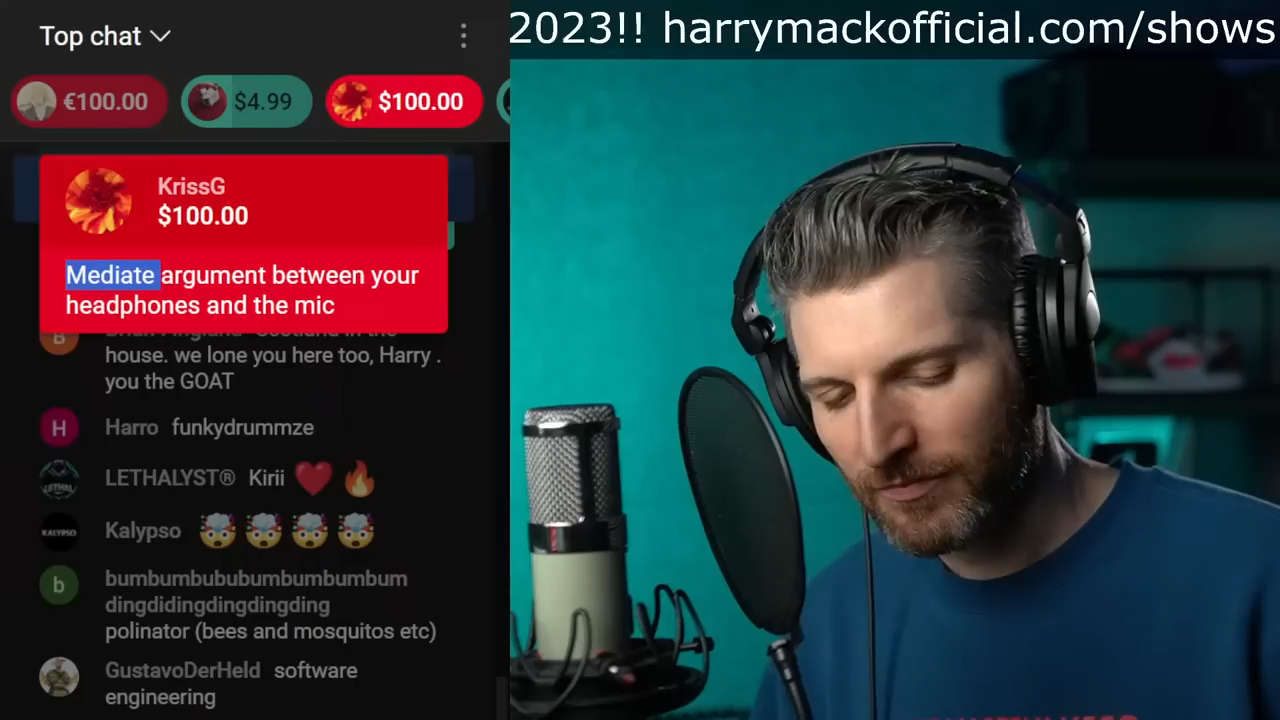 2023!! harrymackofficial.com/shows
Top chat
€100.00
$4.99
$100.00
KrissG
$100.00
Mediate argument between your
headphones and the mic
house. we lone you here too, Harry .
you the GOAT
H
Harro funkydrummze
LETHALYST® Kirii
KALYPSO
Kalypso
b
bumbumbububumbumbumbum
dingdidingdingdingding
polinator (bees and mosquitos etc)
GustavoDerHeld software
engineering